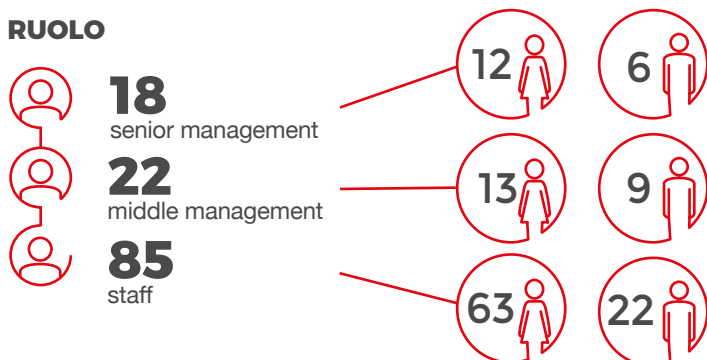 RUOLO
18
senior management
12
6
22
middle management
13
9
85
staff
63
22